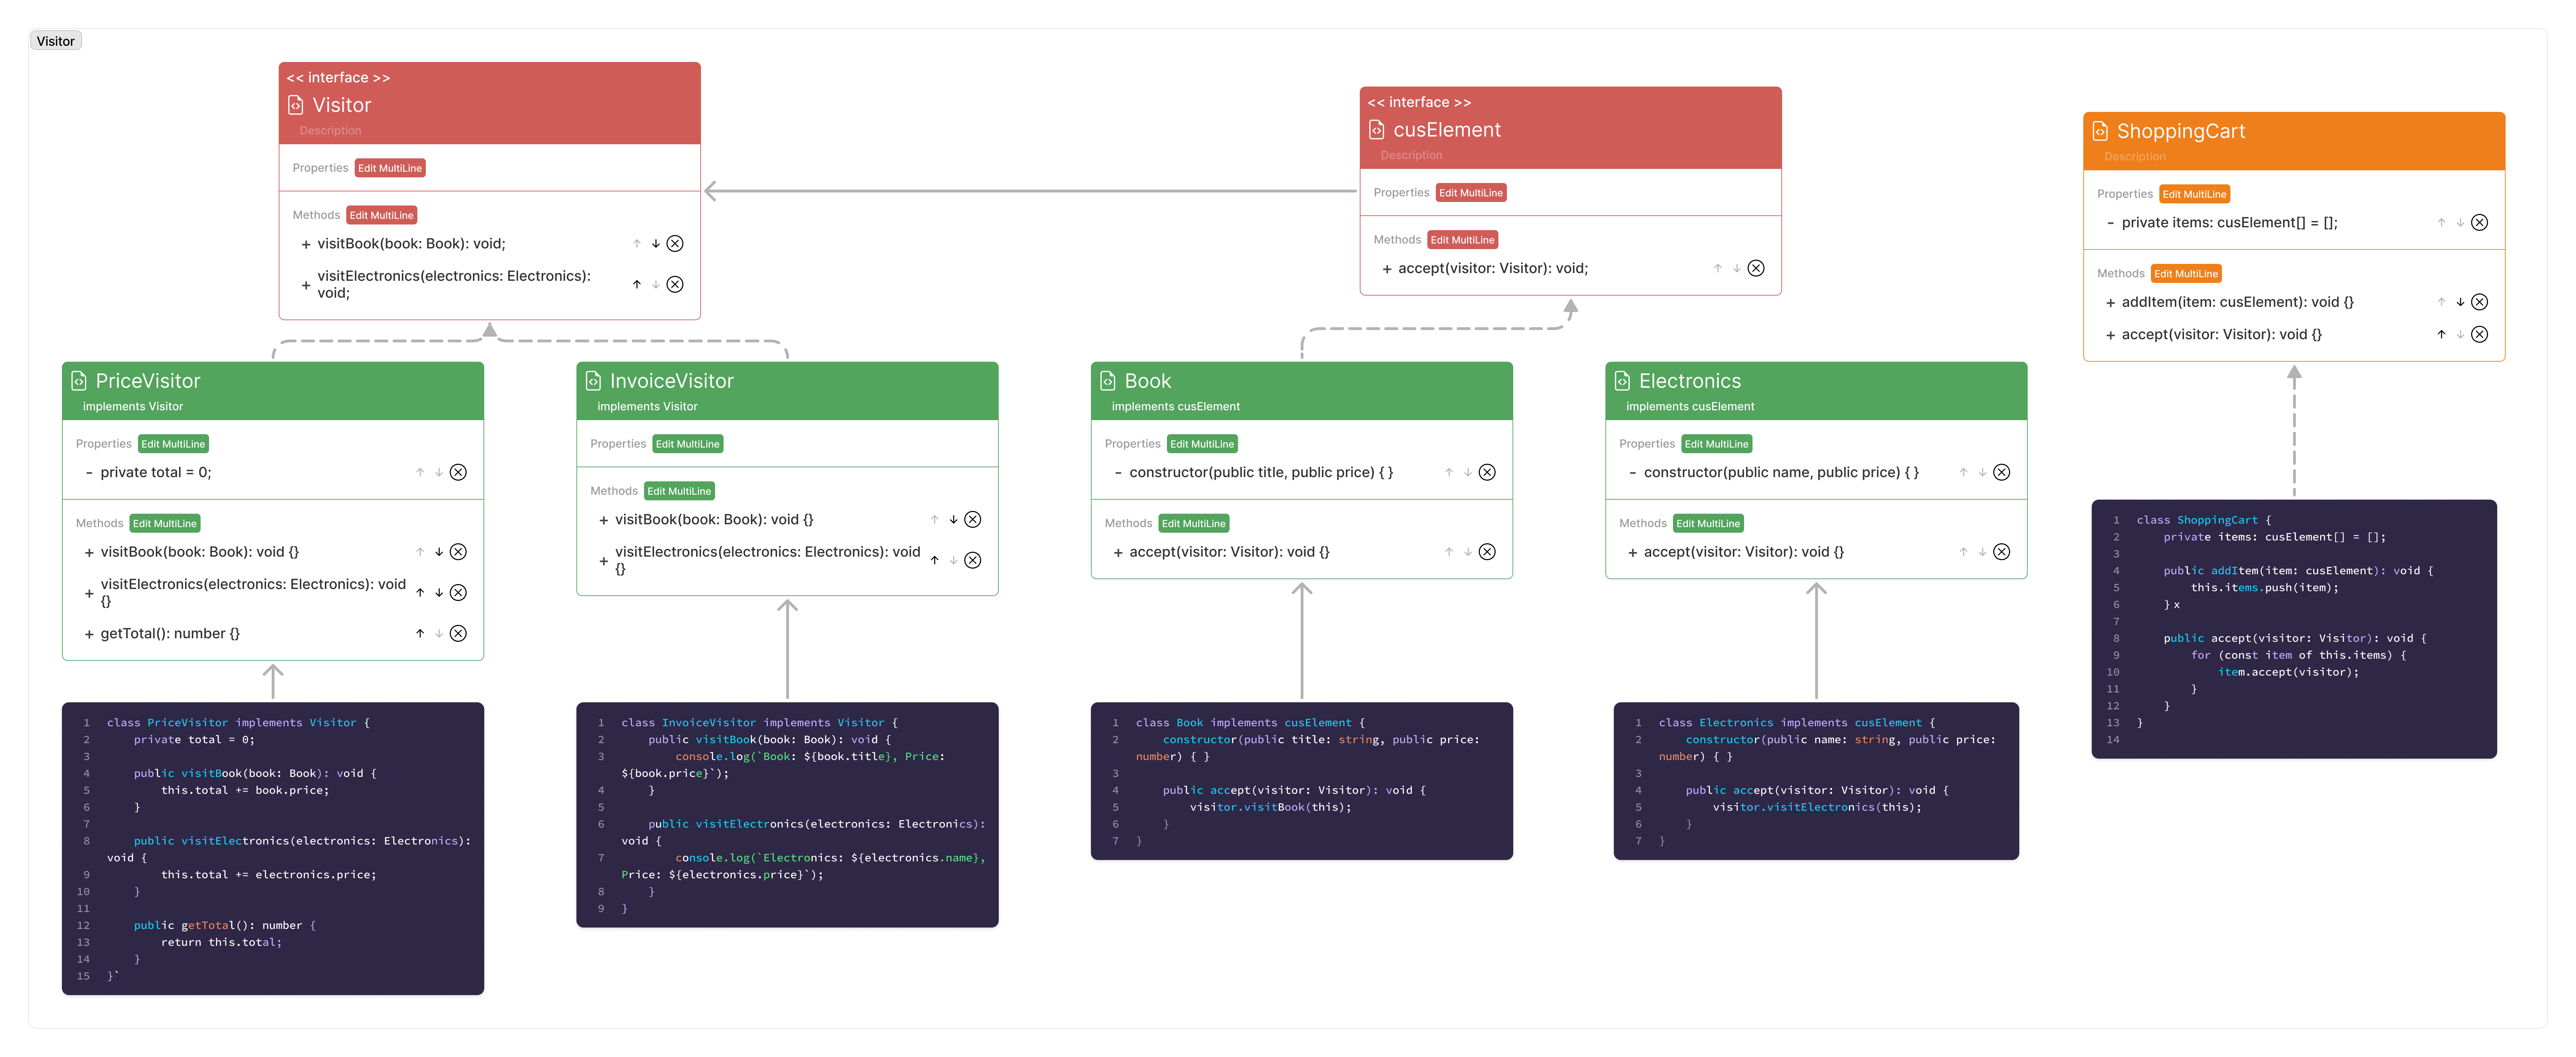 Visitor
<< interface >>
Visitor
Description
Properties Edit MultiLine
Methods Edit MultiLine
+ visitBook(book: Book): void;
+ visitElectronics(electronics: Electronics):
void;
<< interface >>
cusElement
Description
Properties Edit MultiLine
Methods Edit MultiLine
+ accept(visitor: Visitor): void;
ShoppingCart
Description
Properties Edit MultiLine
- private items: cusElement[] = [];
Methods Edit MultiLine
+ addItem(item: cusElement): void {}
+ accept(visitor: Visitor): void {}
PriceVisitor
implements Visitor
Properties Edit MultiLine
- private total = 0;
Methods Edit MultiLine
+ visitBook(book: Book): void {}
+ visitElectronics(electronics: Electronics): void
{}
+ getTotal(): number {}
InvoiceVisitor
implements Visitor
Properties Edit MultiLine
Methods Edit MultiLine
+ visitBook(book: Book): void {}
+ visitElectronics(electronics: Electronics): void
{}
Book
implements cusElement
Properties Edit MultiLine
- constructor(public title, public price) { }
Methods Edit MultiLine
+ accept(visitor: Visitor): void {}
Electronics
implements cusElement
Properties Edit MultiLine
- constructor(public name, public price) { }
Methods Edit MultiLine
+ accept(visitor: Visitor): void {}
1 class ShoppingCart {
2 private items: cusElement[] = [];
3
4 public addItem(item: cusElement): void {
5 this.items.push(item);
6 } x
7
8 public accept(visitor: Visitor): void {
9 for (const item of this.items) {
10 item.accept(visitor);
11 }
12 }
13 }
14
1 class PriceVisitor implements Visitor {
2 private total = 0;
3
4 public visitBook(book: Book): void {
5 this.total += book.price;
6 }
7
8 public visitElectronics(electronics: Electronics):
void {
9 this.total += electronics.price;
10 }
11
12 public getTotal(): number {
13 return this.total;
14 }
15 }`
1 class InvoiceVisitor implements Visitor {
2 public visitBook(book: Book): void {
3 console.log(`Book: ${book.title}, Price:
${book.price}`);
4 }
5
6 public visitElectronics(electronics: Electronics):
void {
7 console.log(`Electronics: ${electronics.name},
Price: ${electronics.price}`);
8 }
9 }
1 class Book implements cusElement {
2 constructor(public title: string, public price:
number) { }
3
4 public accept(visitor: Visitor): void {
5 visitor.visitBook(this);
6 }
7 }
1 class Electronics implements cusElement {
2 constructor(public name: string, public price:
number) { }
3
4 public accept(visitor: Visitor): void {
5 visitor.visitElectronics(this);
6 }
7 }